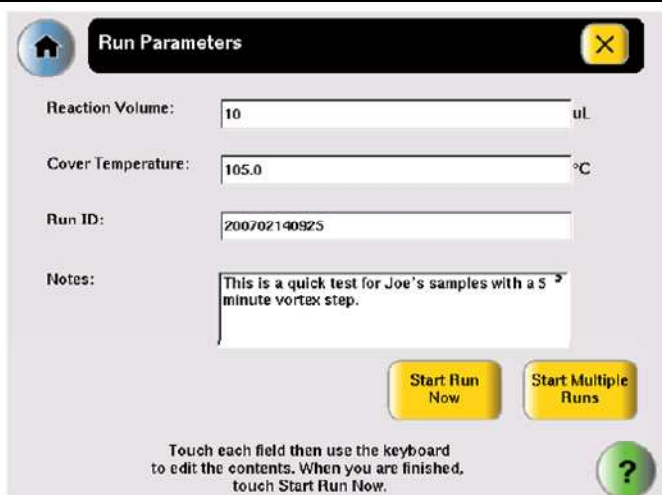 Run Parameters
Reaction Volume: 10 uL
Cover Temperature: 105.0 °C
Run ID: 200702140925
Notes: This is a quick test for Joe's samples with a 5
minute vortex step.
Start Run
Now
Start Multiple
Runs
Touch each field then use the keyboard
to edit the contents. When you are finished,
touch Start Run Now.
?